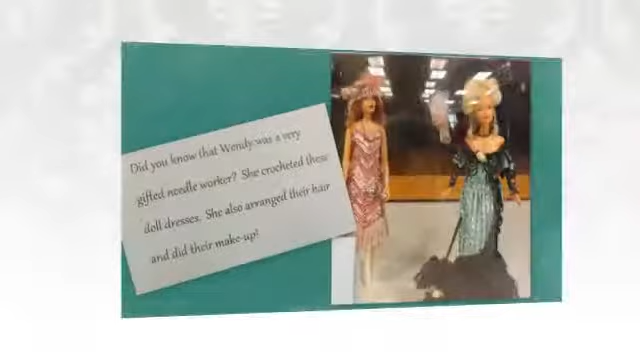 Did you know that Wendy was a very
gifted needle worker? She crocheted these
doll dresses. She also arranged their hair
and did their make-up!